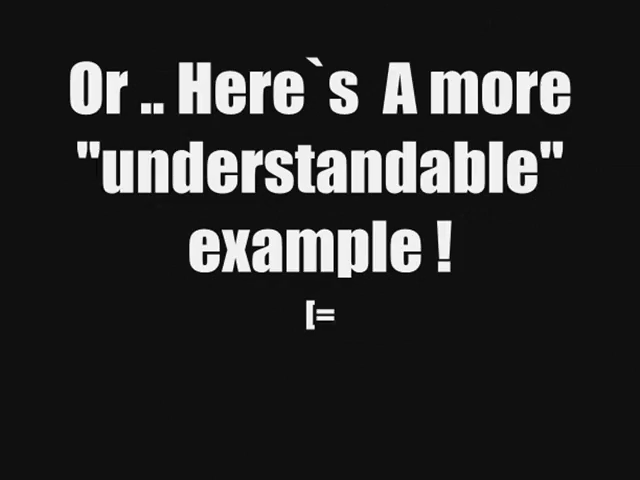 Or .. Here`s A more
"understandable"
example !
[=